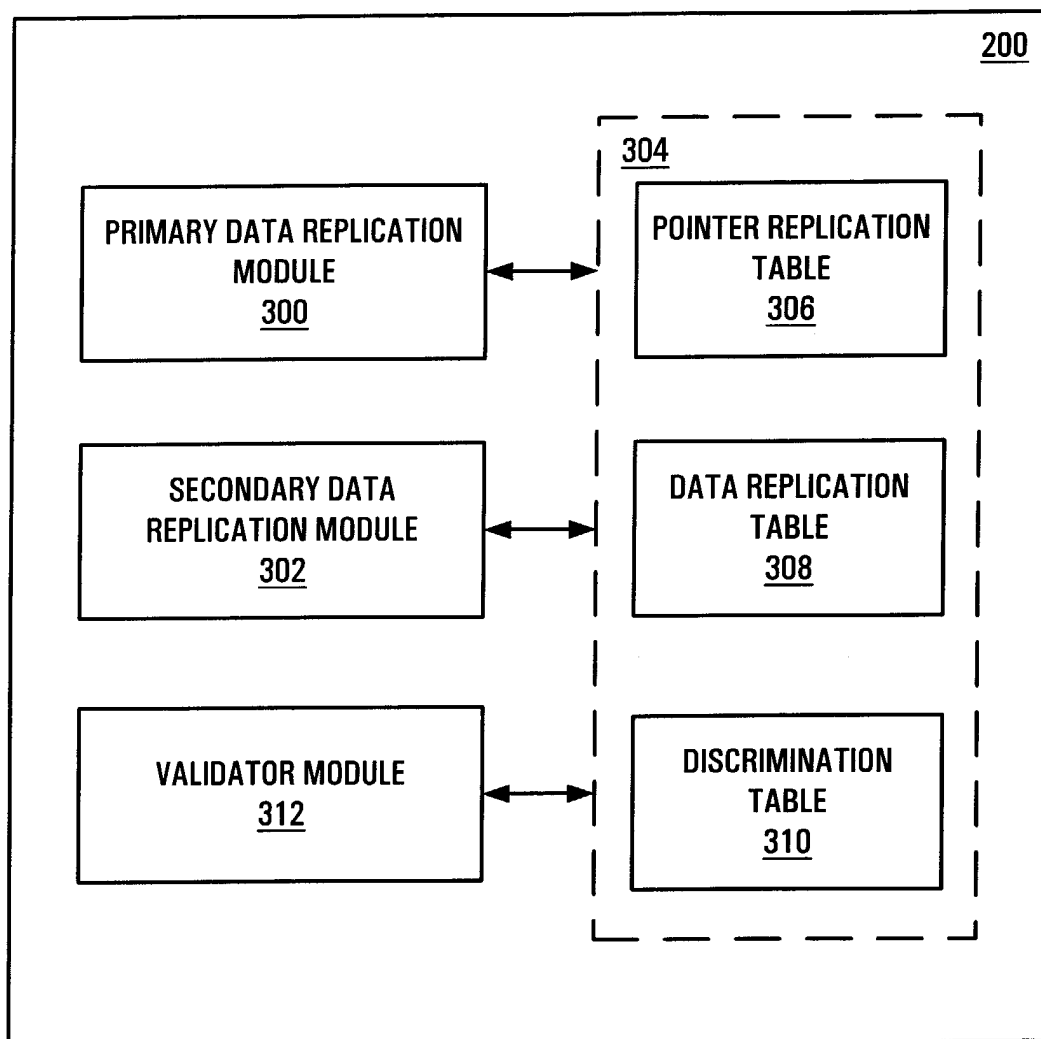 200
304
PRIMARY DATA REPLICATION
MODULE
300
POINTER REPLICATION
TABLE
306
SECONDARY DATA
REPLICATION MODULE
302
DATA REPLICATION
TABLE
308
VALIDATOR MODULE
312
DISCRIMINATION
TABLE
310